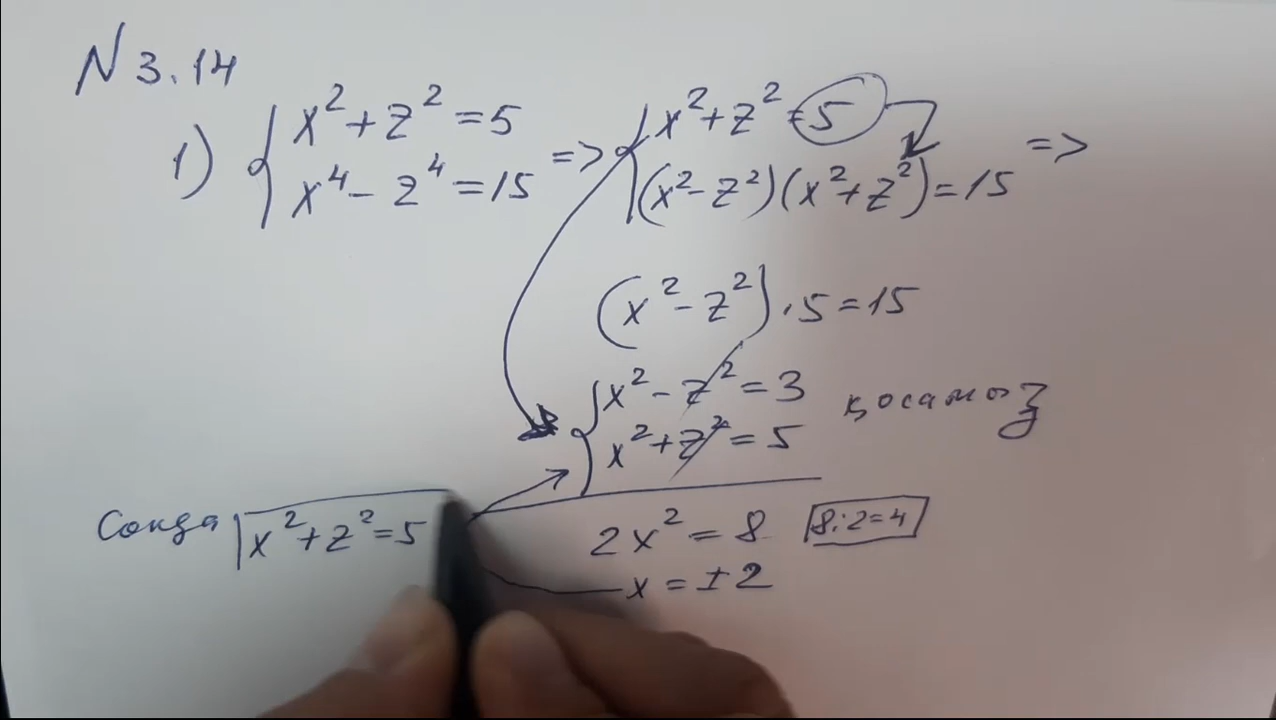 N 3.14
1) { x² + z² = 5 => { x² + z² = 5 =>
x⁴ - z⁴ = 15 (x² - z²)(x² + z²) = 15
(x² - z²) · 5 = 15
{ x² - z² = 3
x² + z² = 5
қосамыз
Сонда x² + z² = 5
2x² = 8 8:2=4
x = ±2